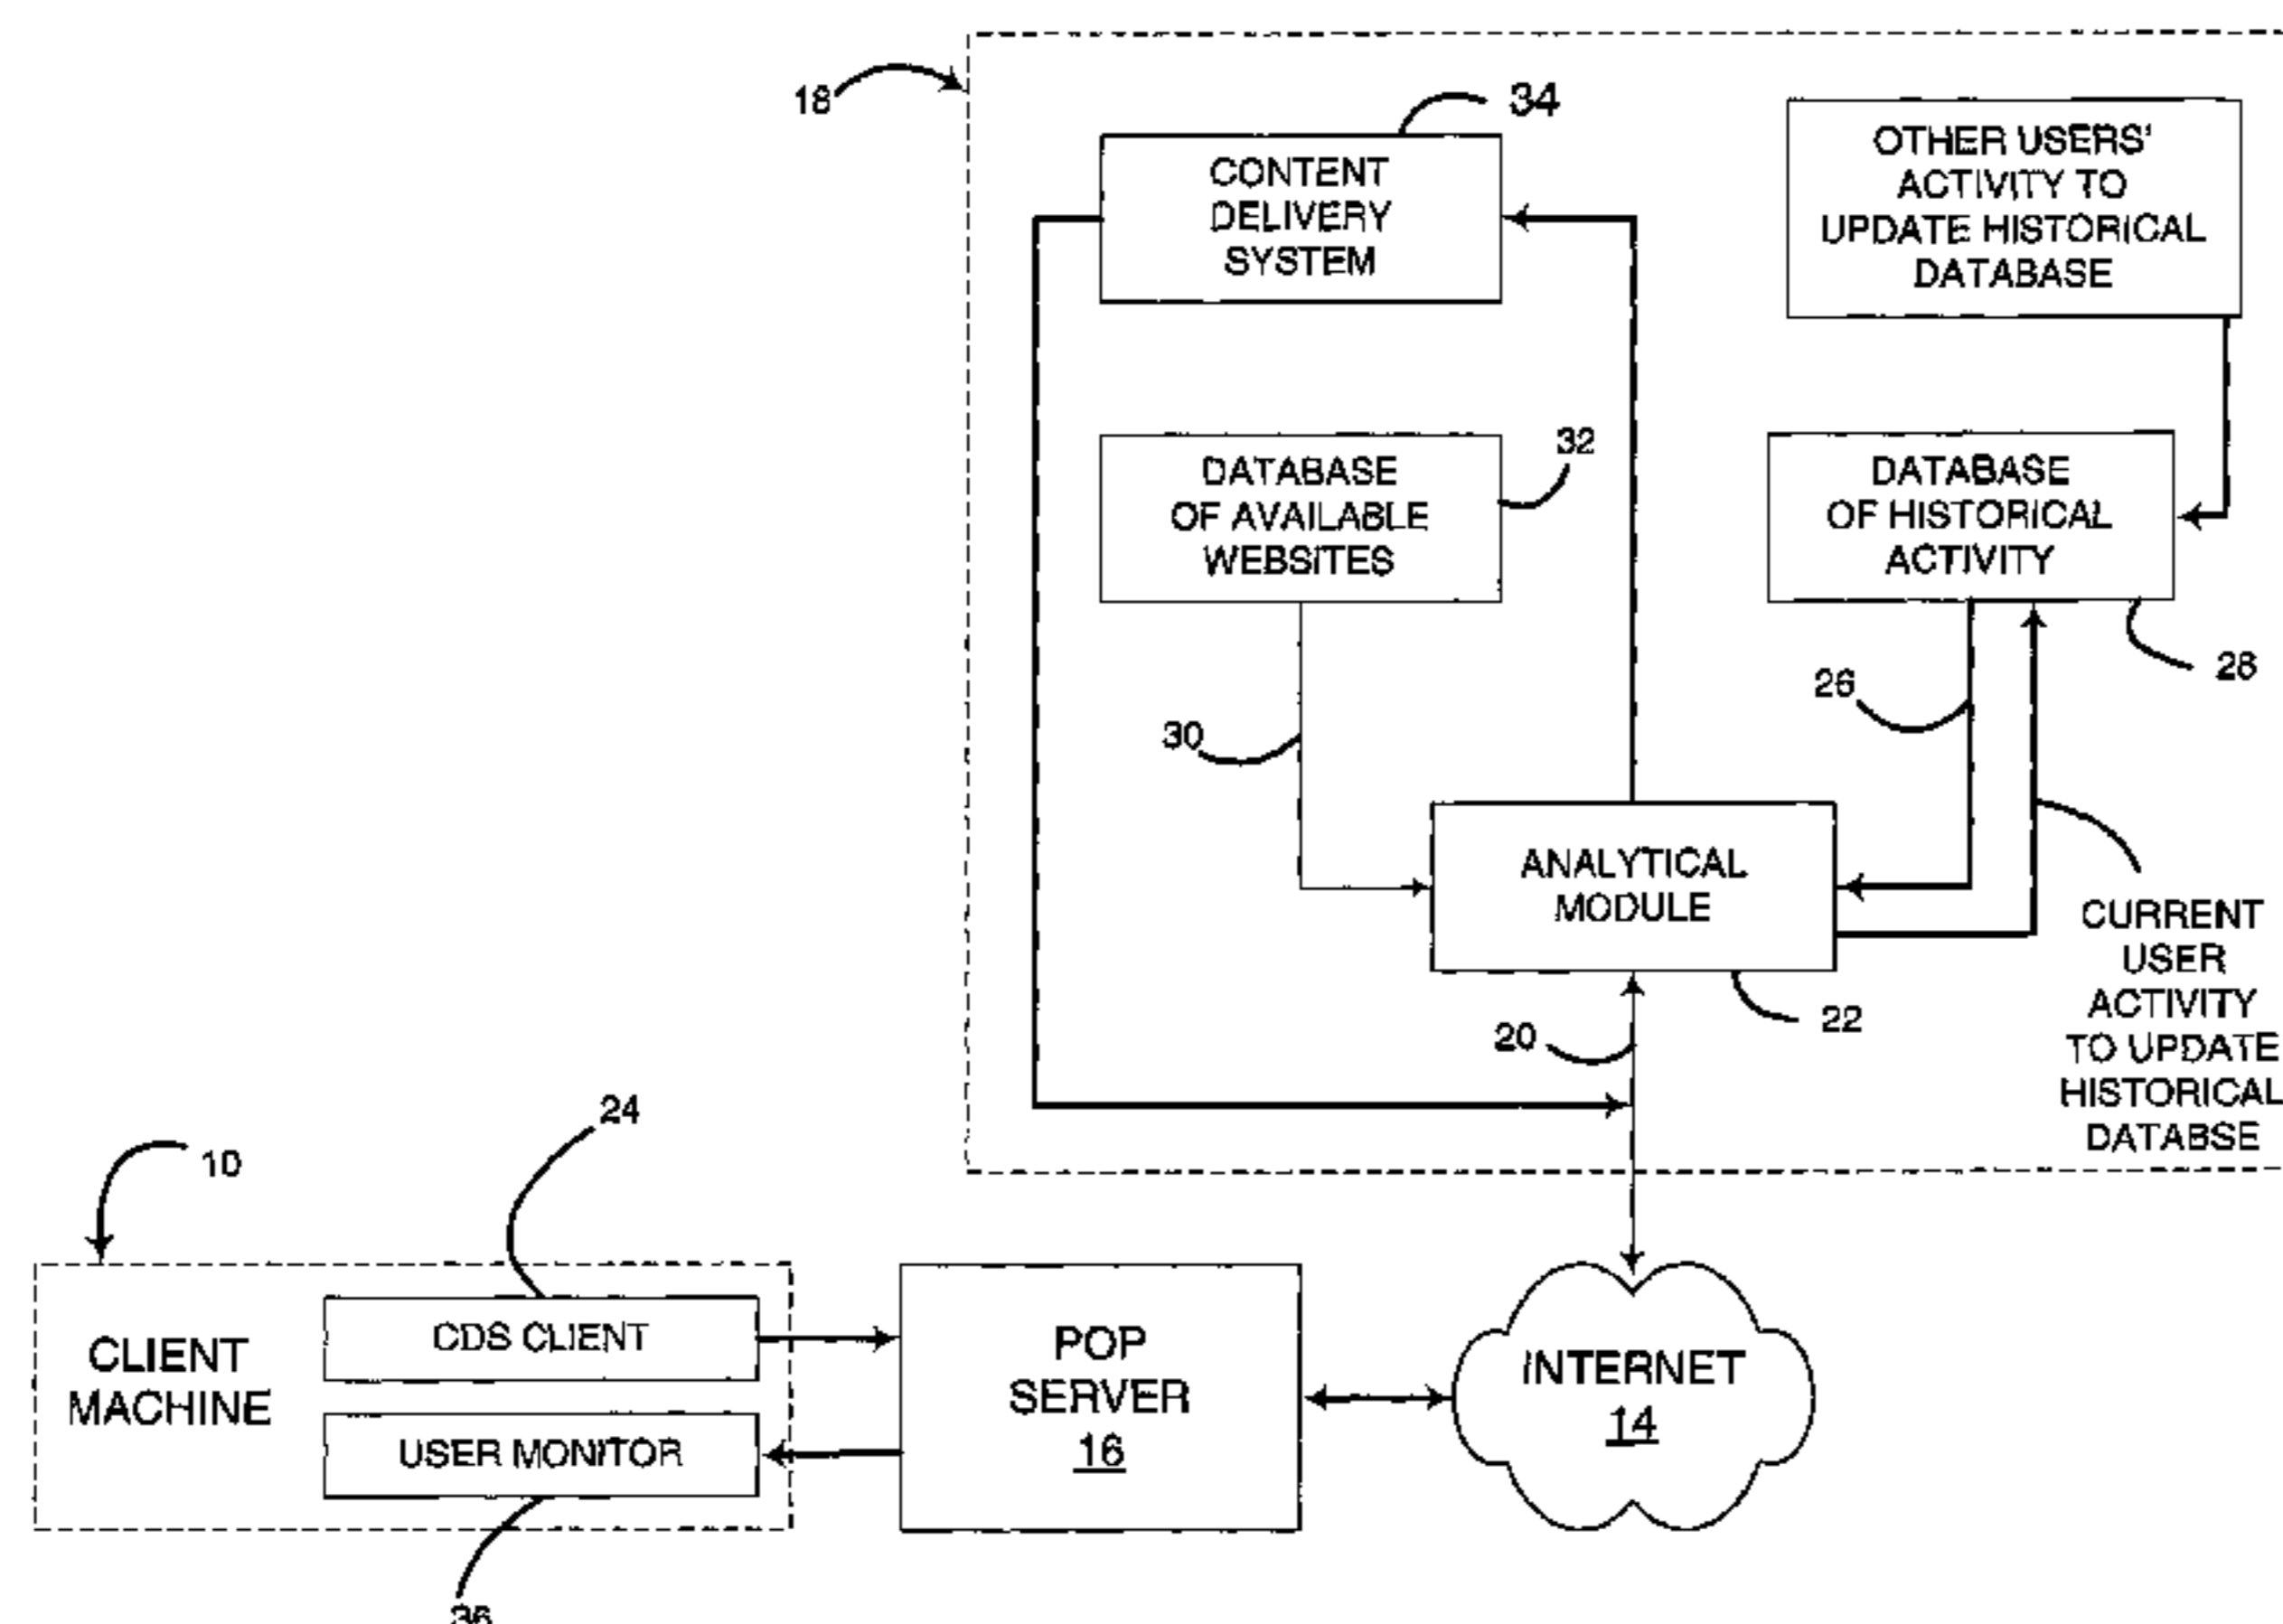 18
34
CONTENT
DELIVERY
SYSTEM
OTHER USERS'
ACTIVITY TO
UPDATE HISTORICAL
DATABASE
32
DATABASE
OF AVAILABLE
WEBSITES
DATABASE
OF HISTORICAL
ACTIVITY
28
26
30
ANALYTICAL
MODULE
CURRENT
USER
ACTIVITY
TO UPDATE
HISTORICAL
DATABSE
22
20
24
10
CLIENT
MACHINE
CDS CLIENT
USER MONITOR
POP
SERVER
16
INTERNET
14
36